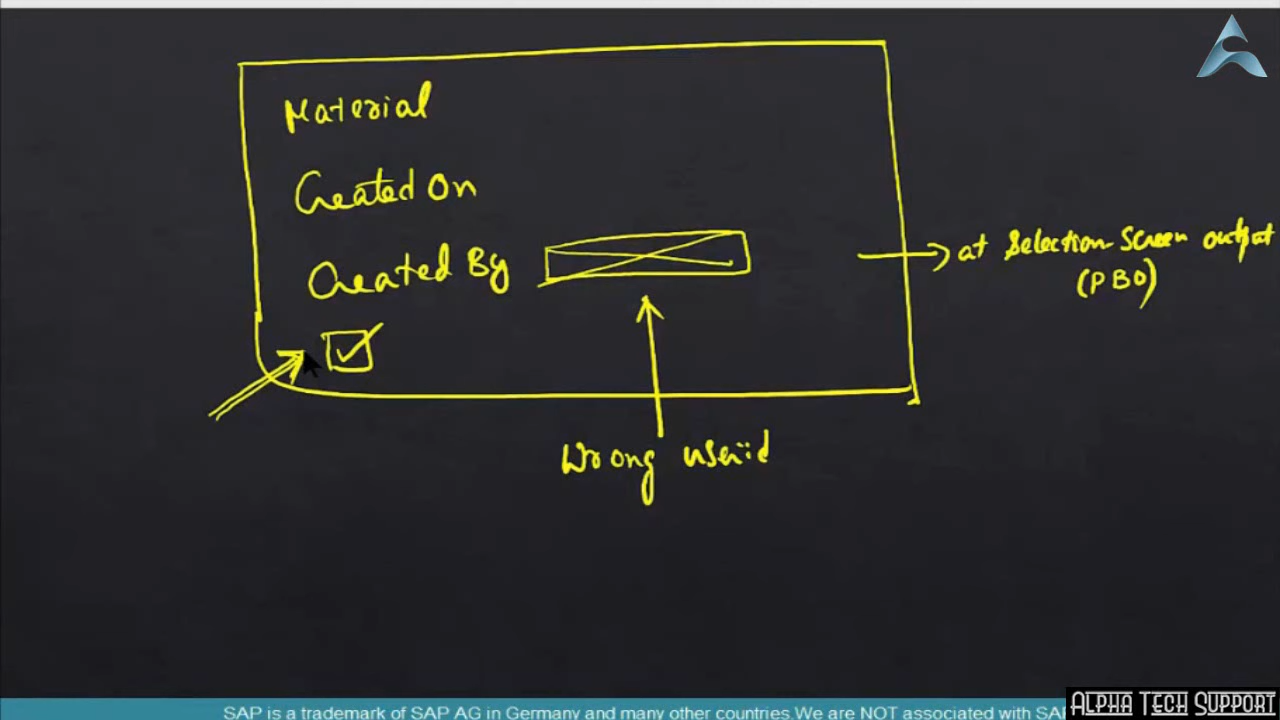 Material
Created On
Created By
at Selection Screen output
(PBO)
Wrong userid
SAP is a trademark of SAP AG in Germany and many other countries.We are NOT associated with SAP
ALPHA TECH SUPPORT